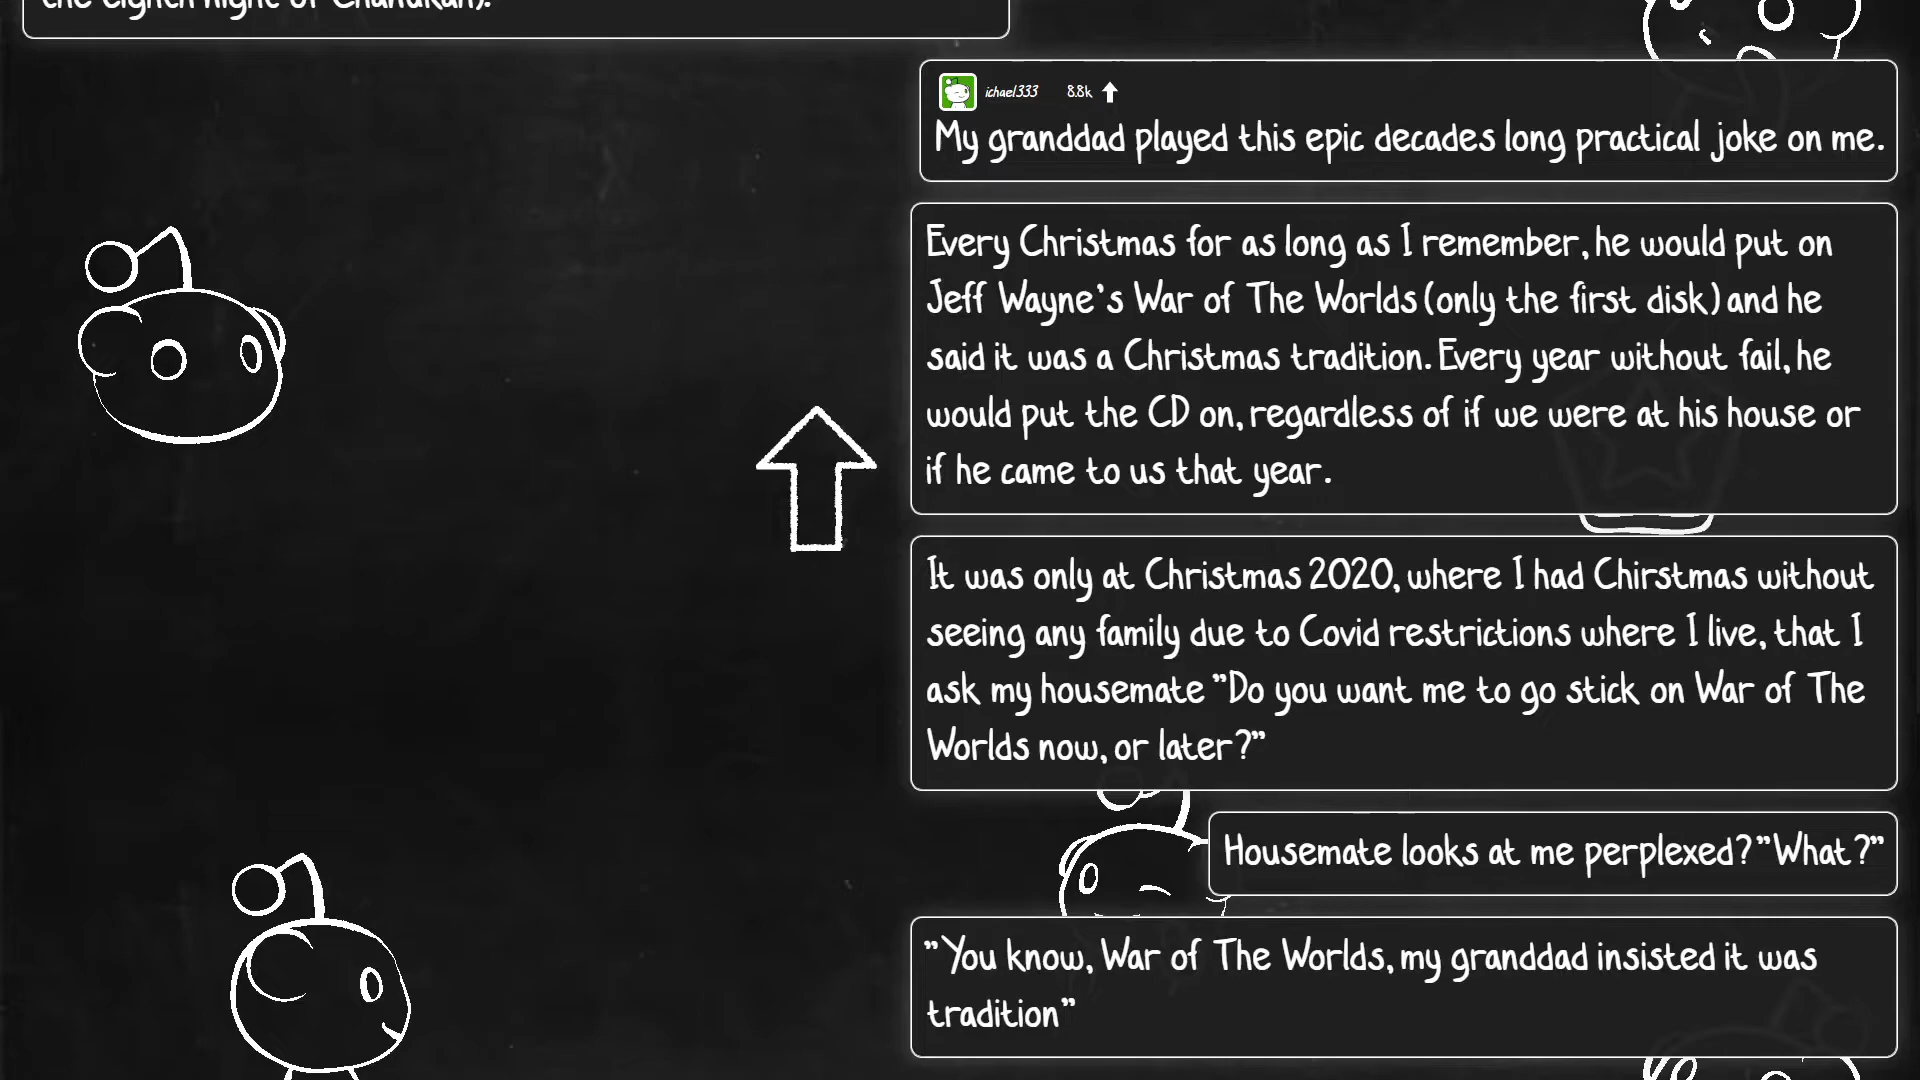 the eighth night of Chanukah).
ichael333 8.8k
My granddad played this epic decades long practical joke on me.
Every Christmas for as long as I remember, he would put on
Jeff Wayne's War of The Worlds (only the first disk) and he
said it was a Christmas tradition. Every year without fail, he
would put the CD on, regardless of if we were at his house or
if he came to us that year.
It was only at Christmas 2020, where I had Chirstmas without
seeing any family due to Covid restrictions where I live, that I
ask my housemate "Do you want me to go stick on War of The
Worlds now, or later?"
Housemate looks at me perplexed? "What?"
"You know, War of The Worlds, my granddad insisted it was
tradition"